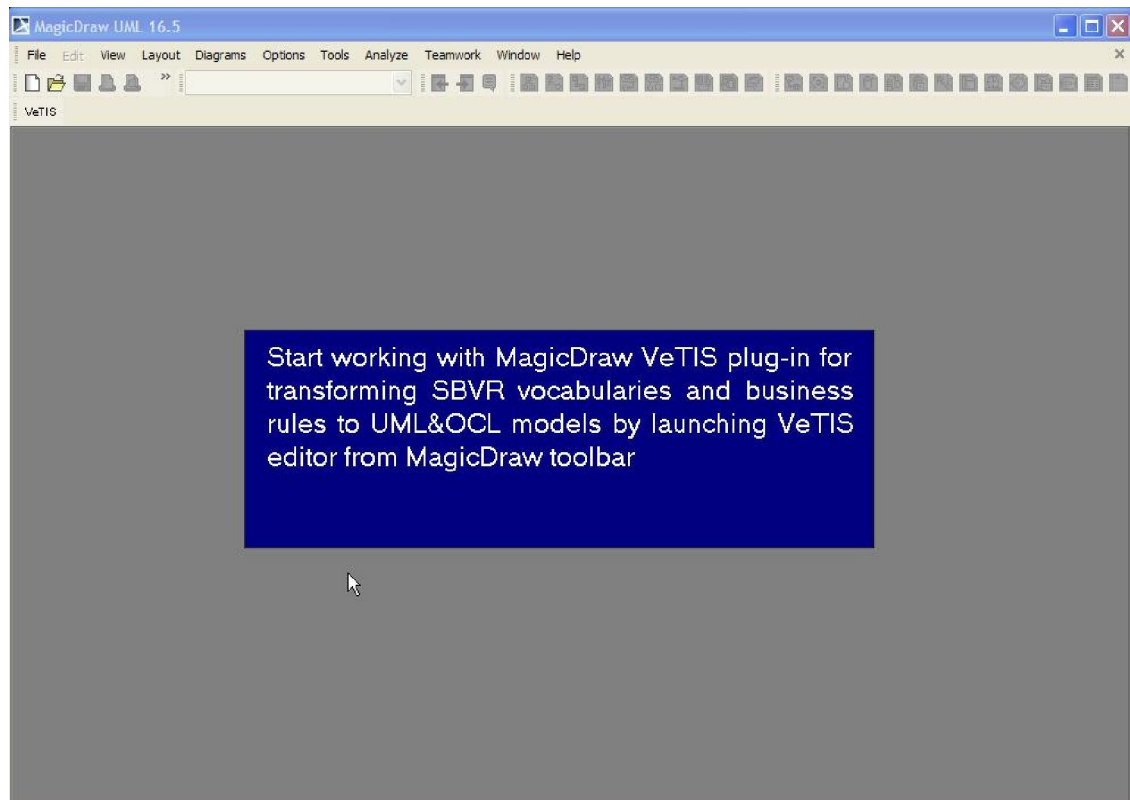 MagicDraw UML 16.5
File Edit View Layout Diagrams Options Tools Analyze Teamwork Window Help
VeTIS
Start working with MagicDraw VeTIS plug-in for
transforming SBVR vocabularies and business
rules to UML&OCL models by launching VeTIS
editor from MagicDraw toolbar